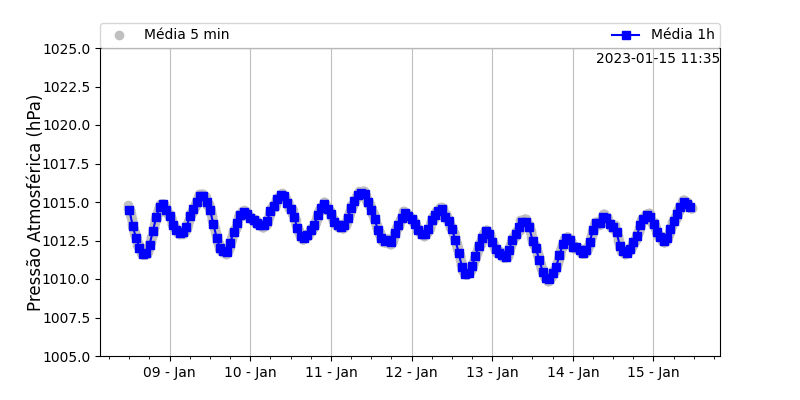 Média 5 min
Média 1h
2023-01-15 11:35
Pressão Atmosférica (hPa)
1025.0
1022.5
1020.0
1017.5
1015.0
1012.5
1010.0
1007.5
1005.0
09 - Jan
10 - Jan
11 - Jan
12 - Jan
13 - Jan
14 - Jan
15 - Jan